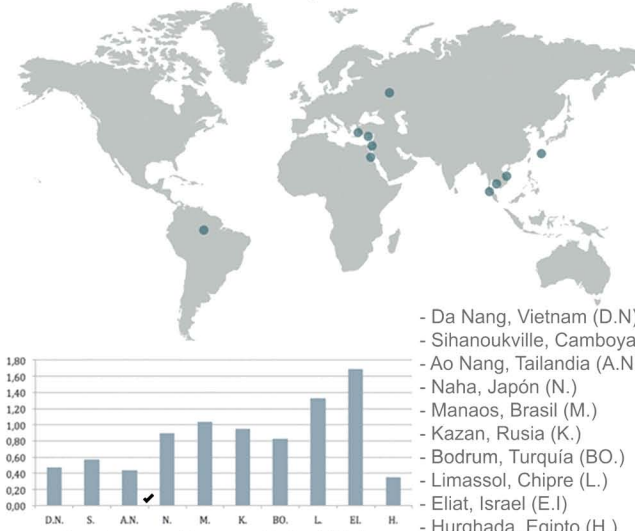 - Da Nang, Vietnam (D.N)
- Sihanoukville, Camboya
- Ao Nang, Tailandia (A.N
- Naha, Japón (N.)
- Manaos, Brasil (M.)
- Kazan, Rusia (K.)
- Bodrum, Turquía (BO.)
- Limassol, Chipre (L.)
- Eliat, Israel (E.I)
- Hurghada, Egipto (H.)
1,80
1,60
1,40
1,20
1,00
0,80
0,60
0,40
0,20
0,00
D.N. S. A.N. N. M. K. BO. L. EI. H.